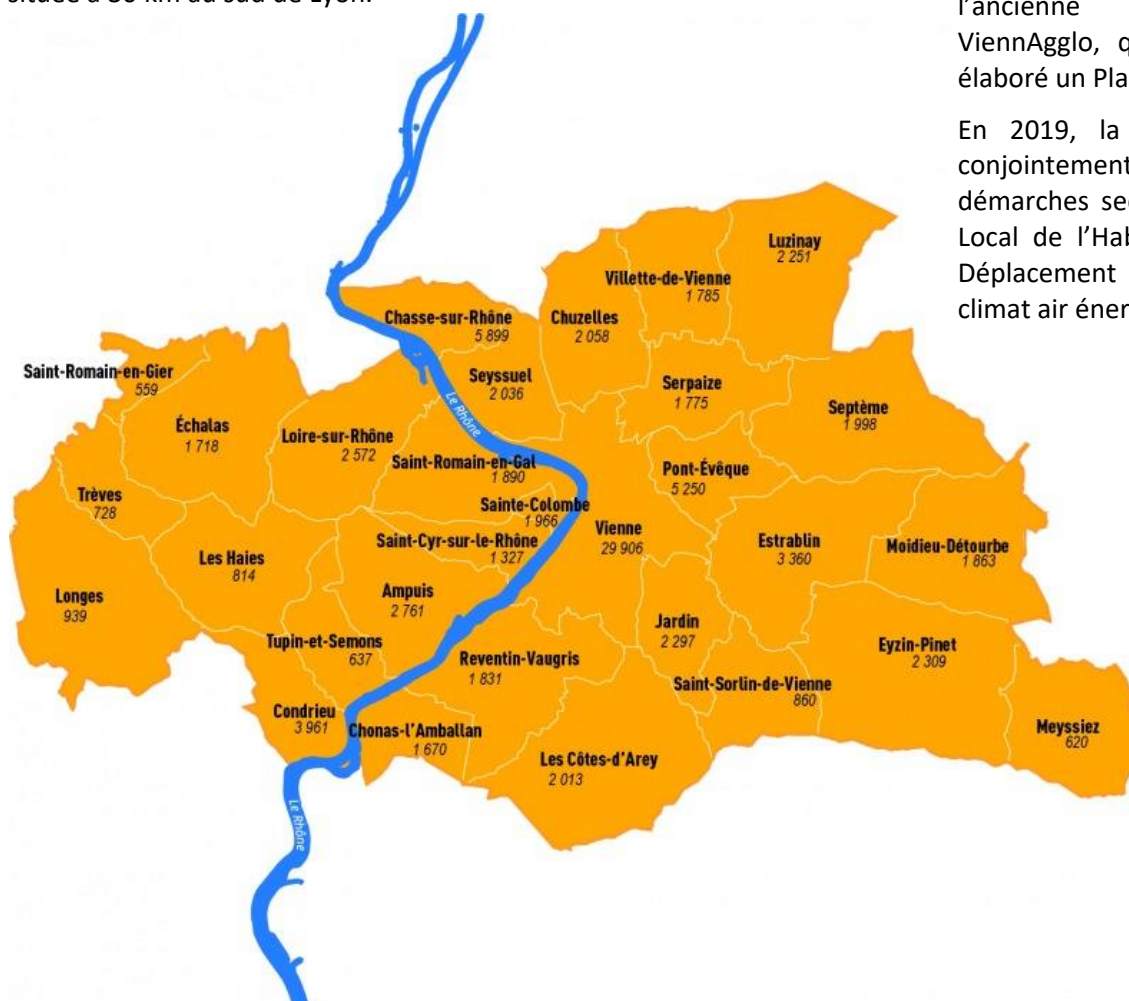 située à 30 km au sud de Lyon.
l'ancienne
ViennAgglo,
élaboré un
En 2019, la
conjointement
démarches
Local de
Déplacement
climat air
Luzinay
2 251
Villette-de-Vienne
1 785
Chasse-sur-Rhône
5 899
Chuzelles
2 058
Saint-Romain-en-Gier
559
Seyssuel
2 036
Serpaize
1 775
Septème
1 998
Échalas
1 718
Loire-sur-Rhône
2 572
Le Rhône
Saint-Romain-en-Gal
1 890
Pont-Évêque
5 250
Trèves
728
Sainte-Colombe
1 966
Vienne
29 906
Saint-Cyr-sur-le-Rhône
1 327
Estrablin
3 360
Moidieu-Détourbe
1 863
Les Haies
814
Longes
939
Ampuis
2 761
Jardin
2 297
Tupin-et-Semons
637
Reventin-Vaugris
1 831
Eyzin-Pinet
2 309
Saint-Sorlin-de-Vienne
860
Condrieu
3 961
Chonas-l'Amballan
1 670
Meyssiez
620
Les Côtes-d'Arey
2 013
Le Rhône